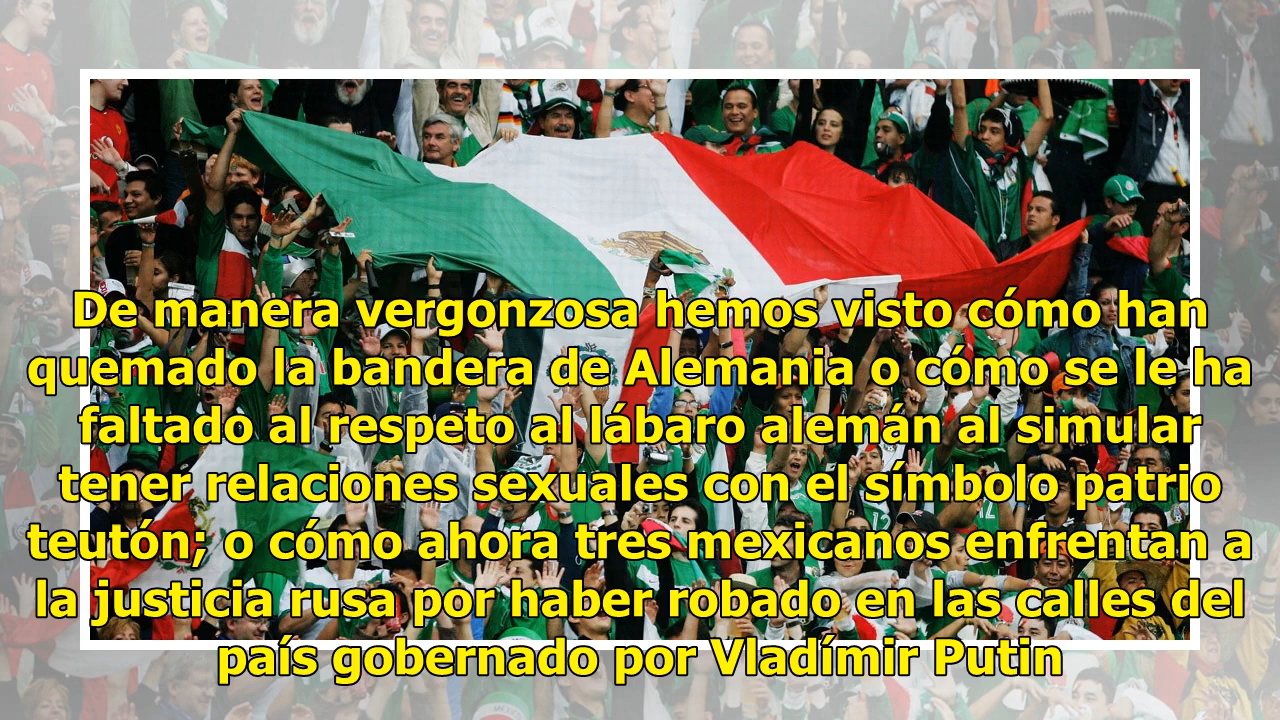 De manera vergonzosa hemos visto cómo han
quemado la bandera de Alemania o cómo se le ha
faltado al respeto al lábaro alemán al simular
tener relaciones sexuales con el símbolo patrio
teutón; o cómo ahora tres mexicanos enfrentan a
la justicia rusa por haber robado en las calles del
país gobernado por Vladímir Putin